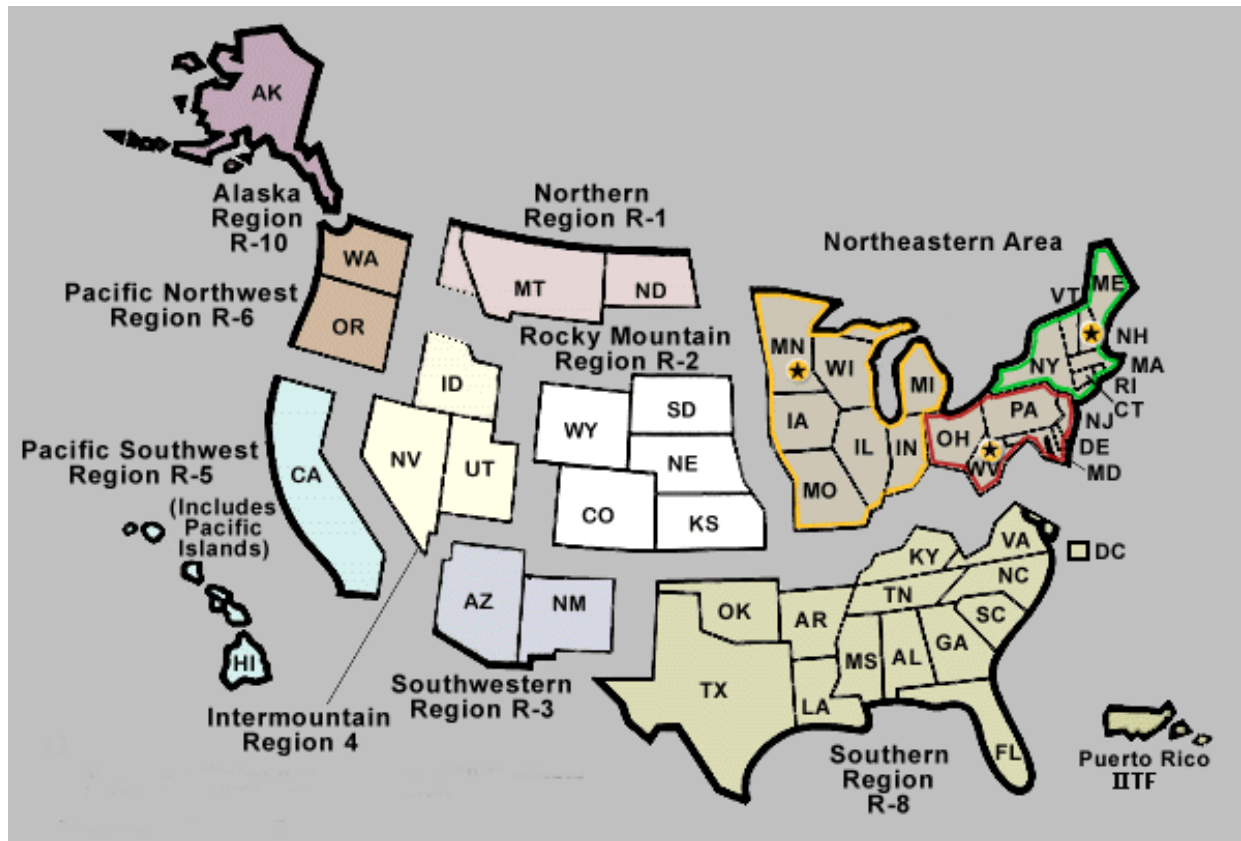 AK
Alaska
Region
R-10
Northern
Region R-1
Northeastern Area
WA
MT
ND
ME
VT
Pacific Northwest
Region R-6
OR
Rocky Mountain
Region R-2
MN
WI
MI
NY
NH
MA
RI
CT
ID
WY
SD
IA
IL
IN
OH
PA
NJ
DE
MD
WV
Pacific Southwest
Region R-5
(Includes
Pacific
Islands)
CA
NV
UT
NE
CO
KS
MO
KY
VA
DC
AZ
NM
OK
AR
TN
NC
SC
HI
TX
MS
AL
GA
LA
FL
Southwestern
Region R-3
Intermountain
Region 4
Southern
Region
R-8
Puerto Rico
IITF